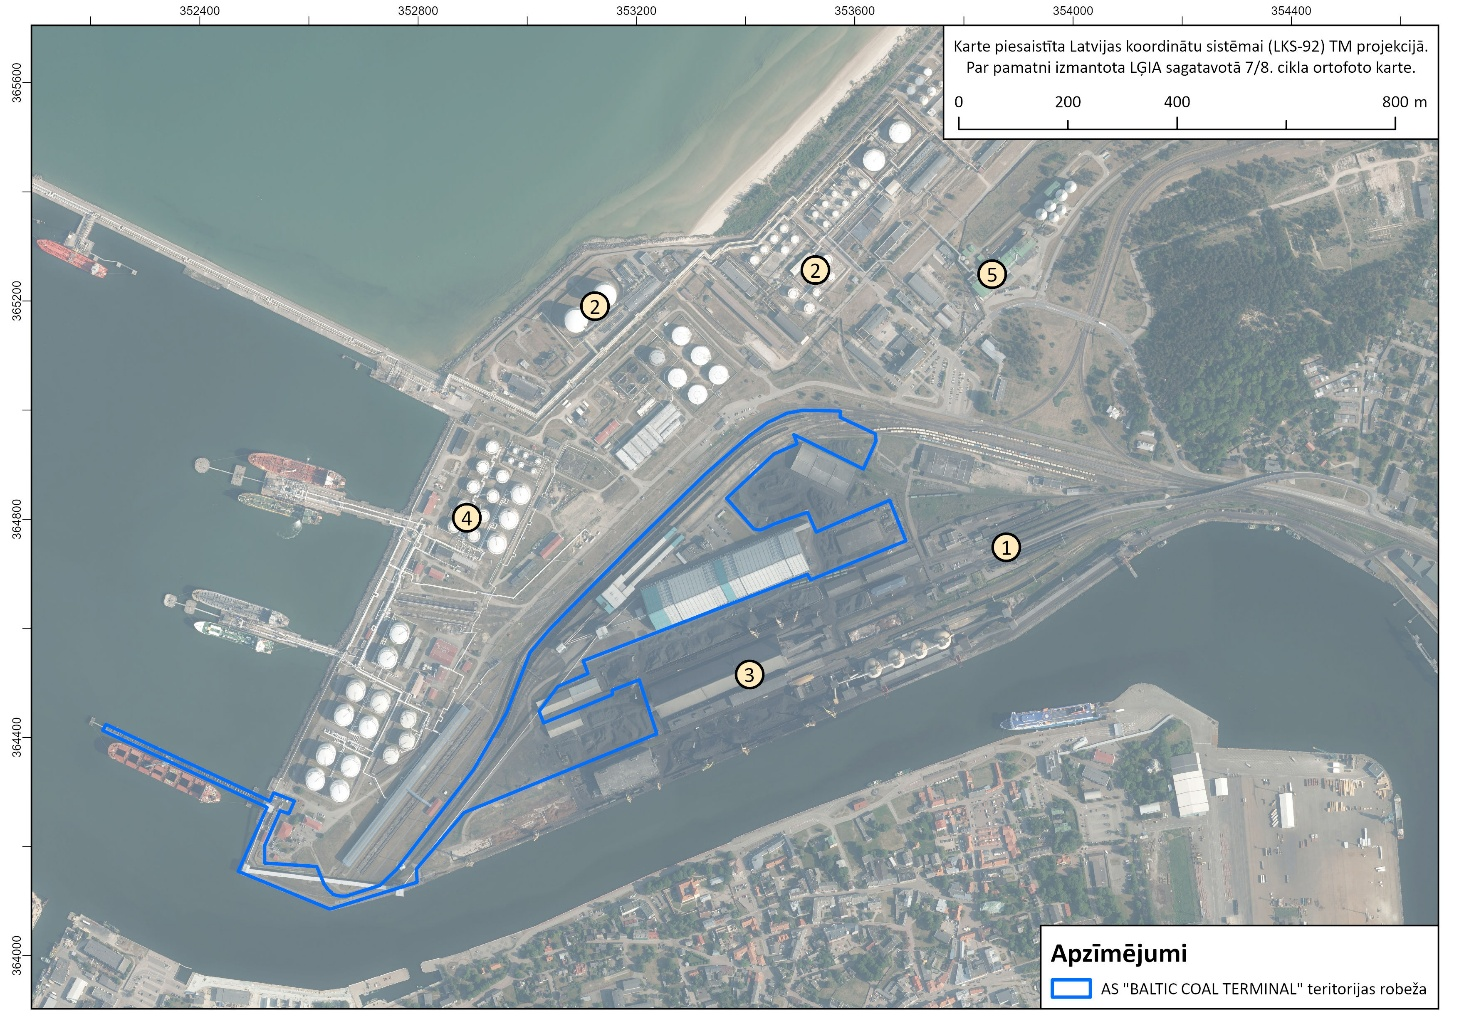 352400 352800 353200 353600 354000 354400
Karte piesaistīta Latvijas koordinātu sistēmai (LKS-92) TM projekcijā.
Par pamatni izmantota LĢIA sagatavotā 7/8. cikla ortofoto karte.
0 200 400 800 m
365600
365200
364800
364400
364000
2
5
2
4
1
3
Apzīmējumi
AS "BALTIC COAL TERMINAL" teritorijas robeža